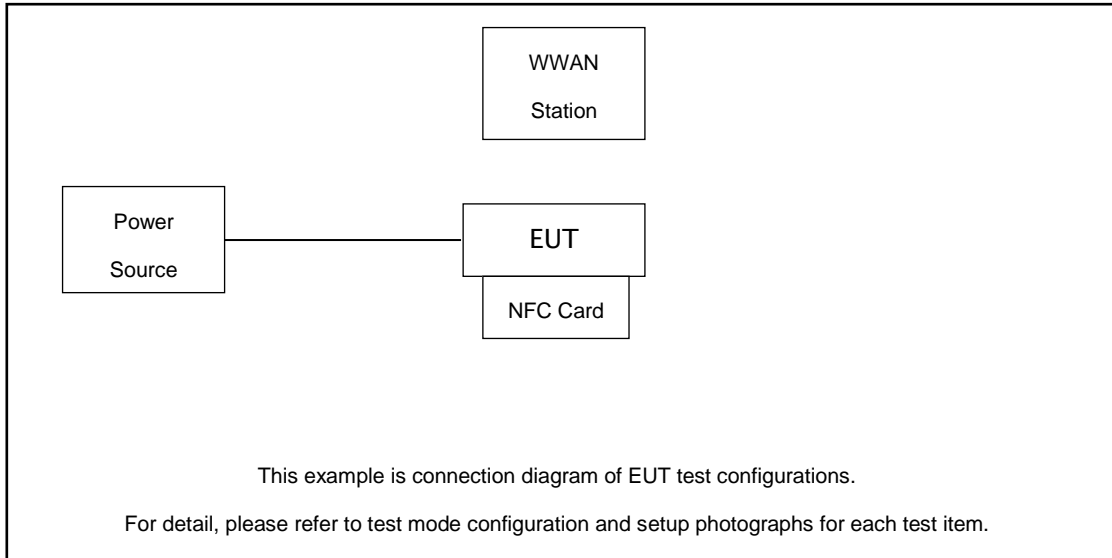 WWAN
Station
Power
Source
EUT
NFC Card
This example is connection diagram of EUT test configurations.
For detail, please refer to test mode configuration and setup photographs for each test item.